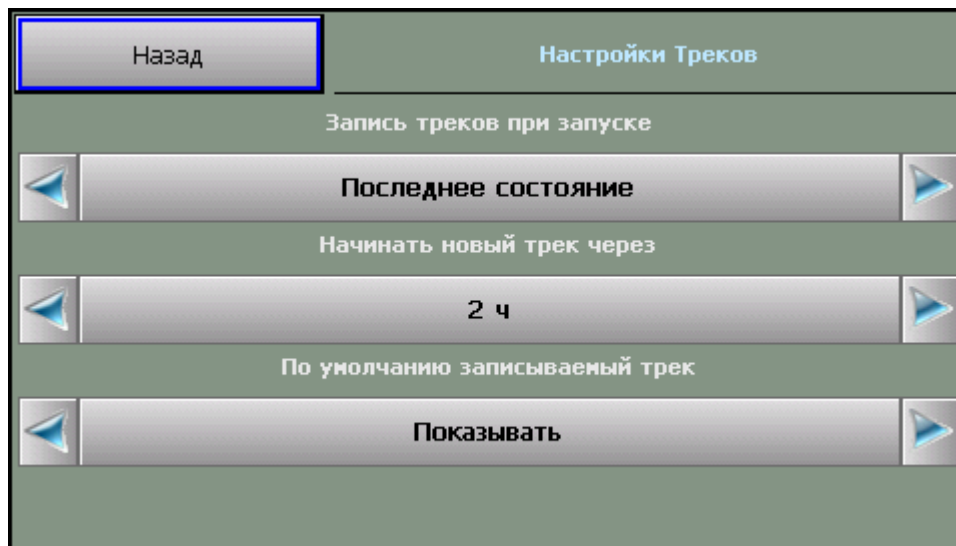 Назад
Настройки Треков
Запись треков при запуске
Последнее состояние
Начинать новый трек через
2 ч
По умолчанию записываемый трек
Показывать